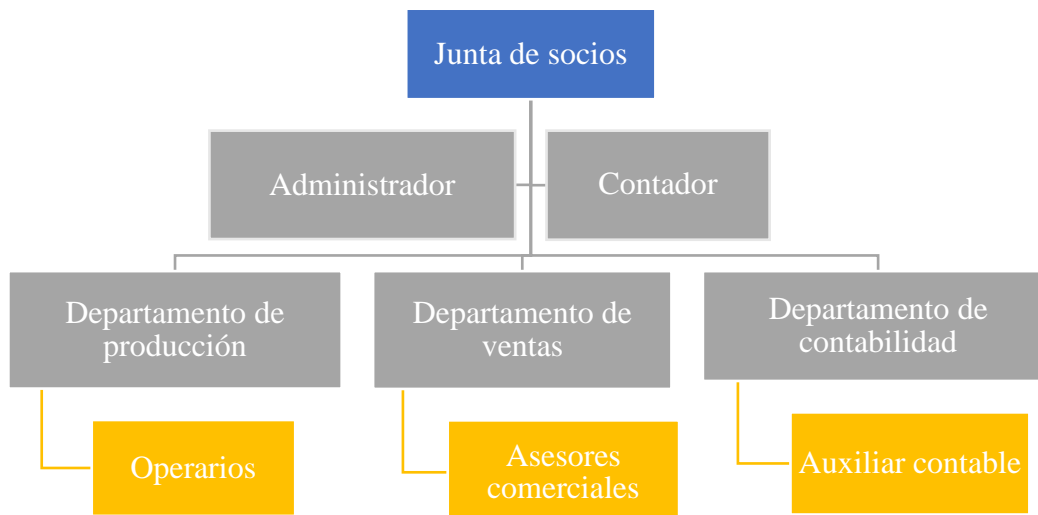 Junta de socios
Administrador
Contador
Departamento de
producción
Departamento de
ventas
Departamento de
contabilidad
Operarios
Asesores
comerciales
Auxiliar contable